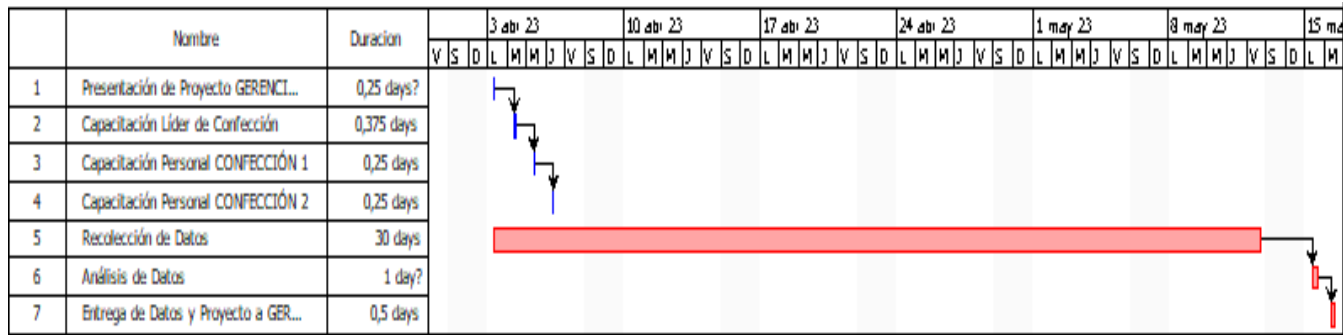 Nombre Duracion 3 abr 23 10 abr 23 17 abr 23 24 abr 23 1 may 23 8 may 23 15 ma
V S D L M M J V S D L M M J V S D L M M J V S D L M M J V S D L M M J V S D L M M J V S D L M
1 Presentación de Proyecto GERENCI... 0,25 days?
2 Capacitación Líder de Confección 0,375 days
3 Capacitación Personal CONFECCIÓN 1 0,25 days
4 Capacitación Personal CONFECCIÓN 2 0,25 days
5 Recolección de Datos 30 days
6 Análisis de Datos 1 day?
7 Entrega de Datos y Proyecto a GER... 0,5 days